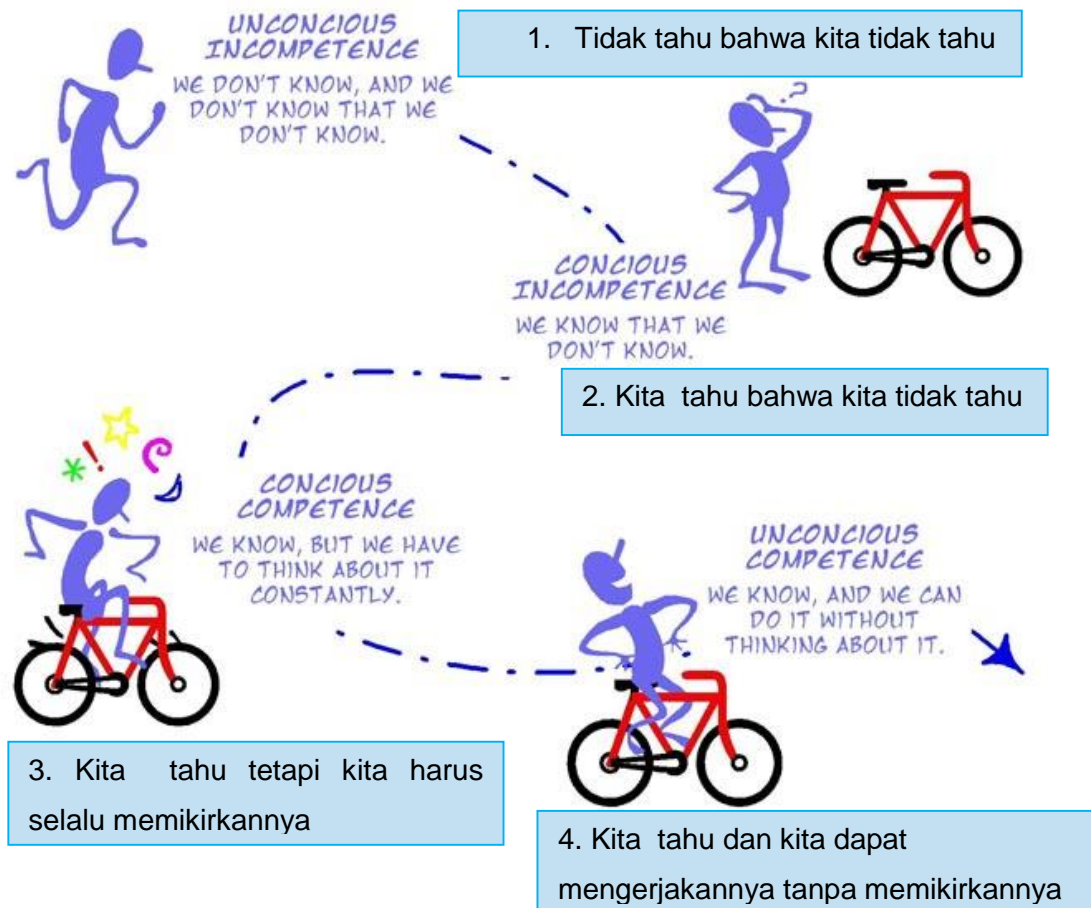 UNCONCIOUS
INCOMPETENCE
WE DON'T KNOW, AND WE
DON'T KNOW THAT WE
DON'T KNOW.
1. Tidak tahu bahwa kita tidak tahu
?
CONCIOUS
INCOMPETENCE
WE KNOW THAT WE
DON'T KNOW.
2. Kita tahu bahwa kita tidak tahu
*!
CONCIOUS
COMPETENCE
WE KNOW, BUT WE HAVE
TO THINK ABOUT IT
CONSTANTLY.
3. Kita tahu tetapi kita harus
selalu memikirkannya
UNCONCIOUS
COMPETENCE
WE KNOW, AND WE CAN
DO IT WITHOUT
THINKING ABOUT IT.
4. Kita tahu dan kita dapat
mengerjakannya tanpa memikirkannya